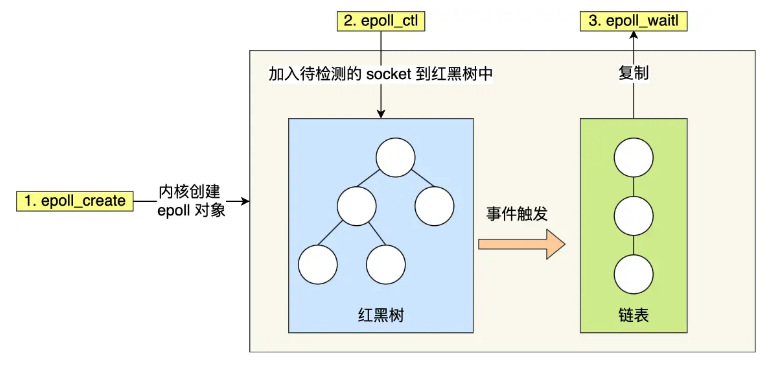 2. epoll_ctl
3. epoll_waitl
加入待检测的 socket 到红黑树中
复制
1. epoll_create
内核创建
epoll 对象
事件触发
红黑树
链表